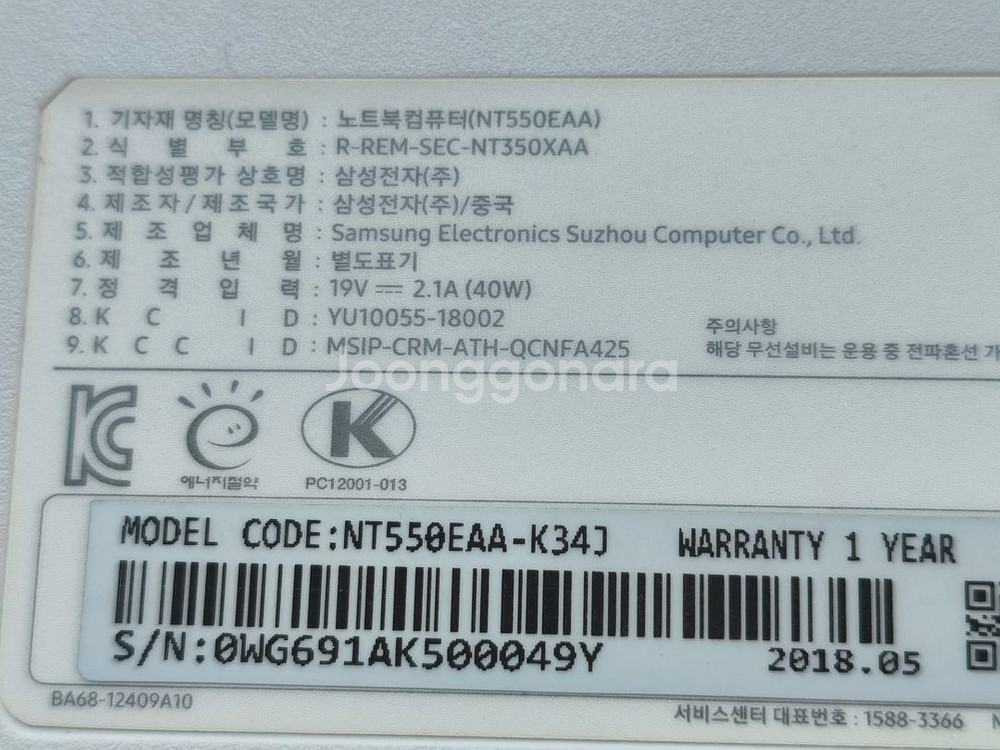 1. 기자재 명칭(모델명) : 노트북컴퓨터(NT550EAA)
2. 식 별 부 호 : R-REM-SEC-NT350XAA
3. 적합성평가 상호명 : 삼성전자(주)
4. 제조자/제조국가 : 삼성전자(주)/중국
5. 제 조 업 체 명 : Samsung Electronics Suzhou Computer Co., Ltd.
6. 제 조 년 월 : 별도표기
7. 정 격 입 력 : 19V ⎓ 2.1A (40W)
8. K C I D : YU10055-18002
9. K C C I D : MSIP-CRM-ATH-QCNFA425
주의사항
해당 무선설비는 운용 중 전파혼선 가
Joonggonara
에너지절약
PC12001-013
MODEL CODE:NT550EAA-K34J WARRANTY 1 YEAR
S/N:0WG691AK500049Y 2018.05
BA68-12409A10
서비스센터 대표번호 : 1588-3366